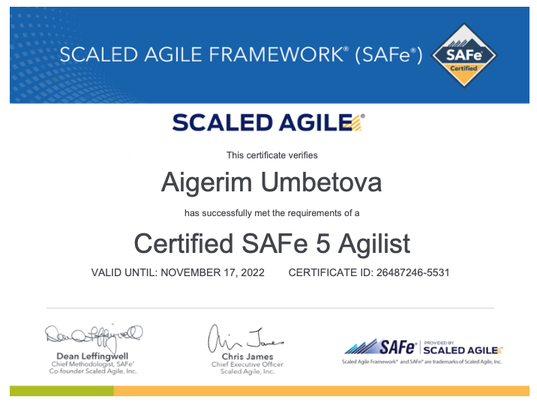 SCALED AGILE FRAMEWORK® (SAFe®)
SAFe®
Certified
SCALED AGILE®
This certificate verifies
Aigerim Umbetova
has successfully met the requirements of a
Certified SAFe 5 Agilist
VALID UNTIL: NOVEMBER 17, 2022 CERTIFICATE ID: 26487246-5531
Dean Leffingwell
Chief Methodologist, SAFe®
Co-founder Scaled Agile, Inc.
Chris James
Chief Executive Officer
Scaled Agile, Inc.
SAFe® PROVIDED BY SCALED AGILE®
Scaled Agile Framework® and SAFe® are trademarks of Scaled Agile, Inc.